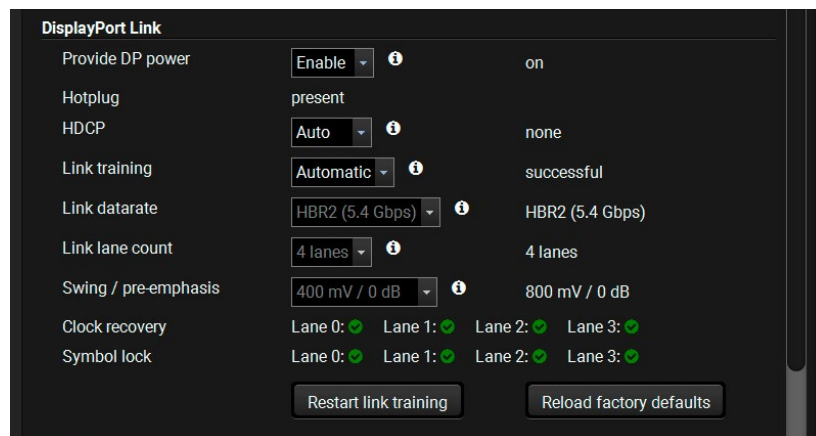 DisplayPort Link
Provide DP power Enable on
Hotplug present
HDCP Auto none
Link training Automatic successful
Link datarate HBR2 (5.4 Gbps) HBR2 (5.4 Gbps)
Link lane count 4 lanes 4 lanes
Swing / pre-emphasis 400 mV / 0 dB 800 mV / 0 dB
Clock recovery Lane 0: Lane 1: Lane 2: Lane 3:
Symbol lock Lane 0: Lane 1: Lane 2: Lane 3:
Restart link training Reload factory defaults